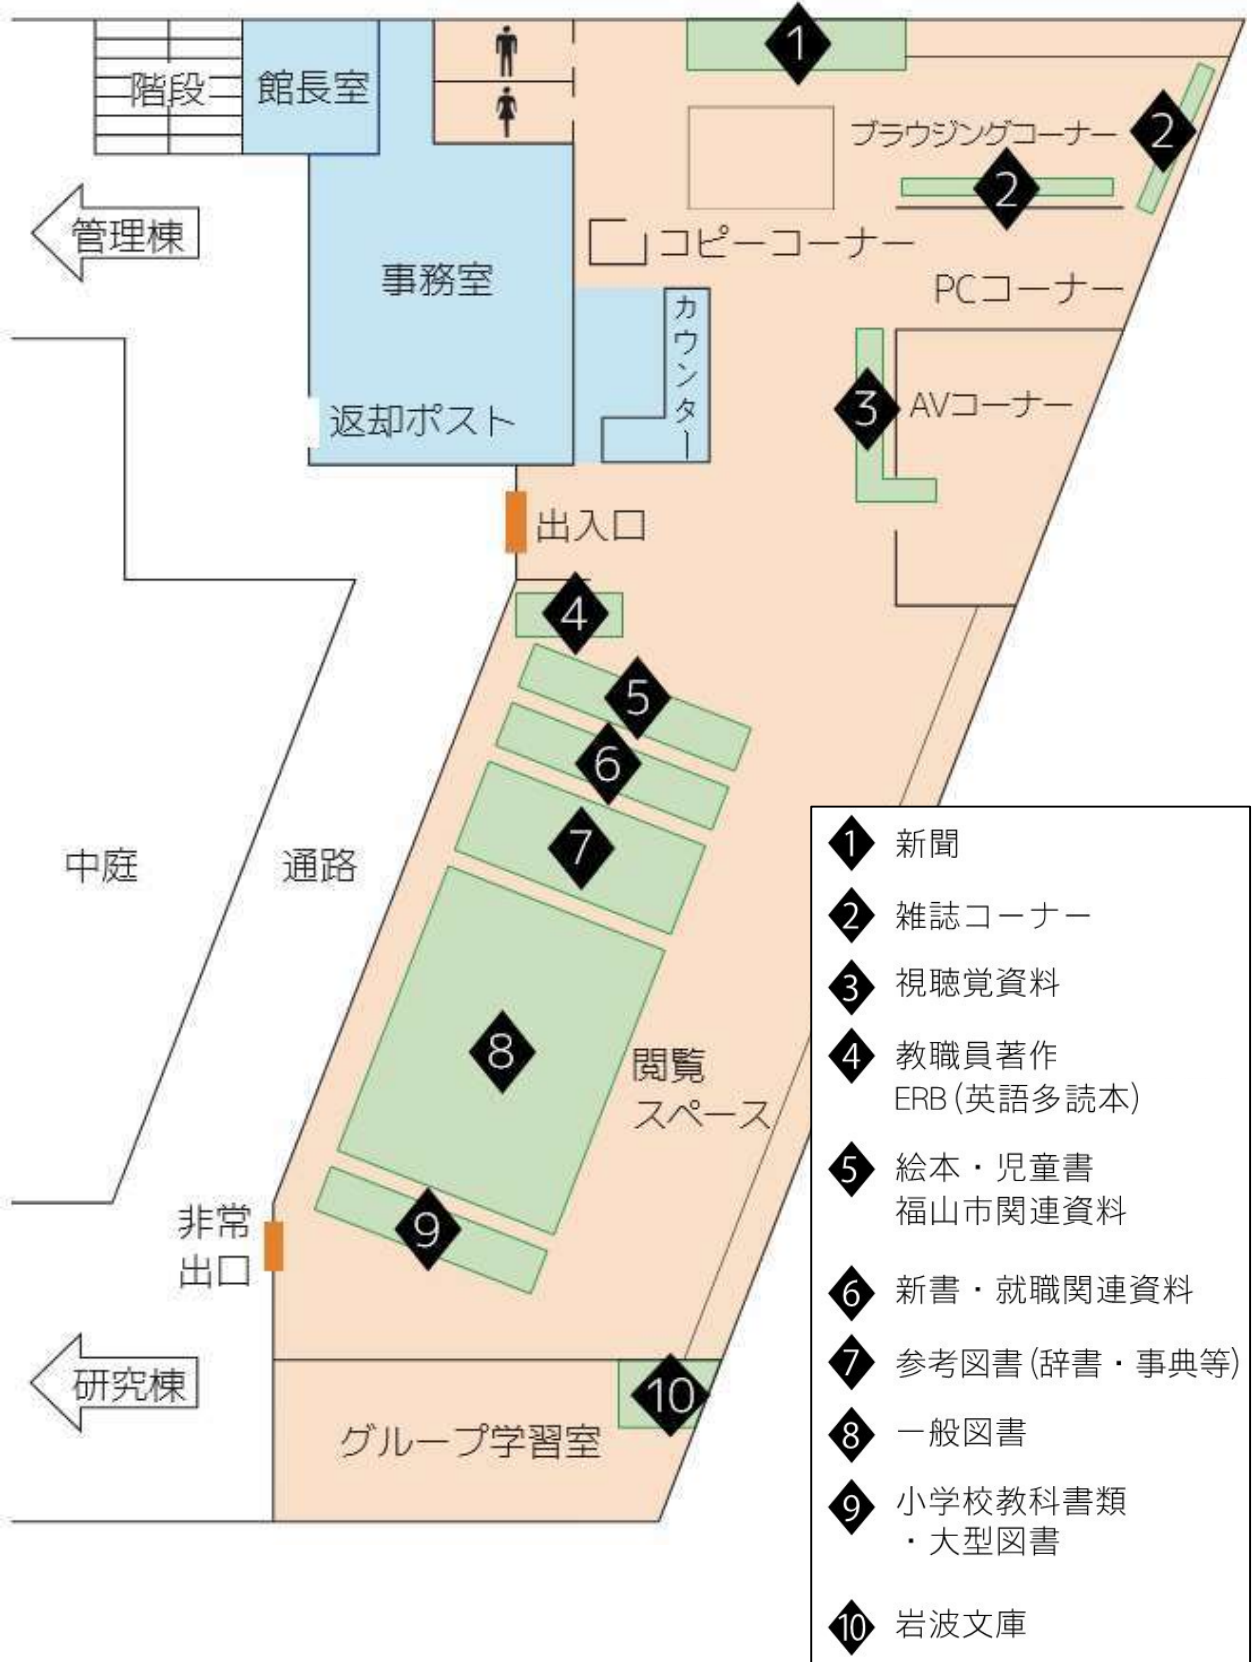 1
階段
館長室
ブラウジングコーナー
2
2
管理棟
コピーコーナー
事務室
PCコーナー
カウンター
3
AVコーナー
返却ポスト
出入口
4
5
6
7
中庭
通路
8
閲覧
スペース
9
非常
出口
研究棟
10
グループ学習室
1 新聞
2 雑誌コーナー
3 視聴覚資料
4 教職員著作
ERB(英語多読本)
5 絵本・児童書
福山市関連資料
6 新書・就職関連資料
7 参考図書(辞書・事典等)
8 一般図書
9 小学校教科書類
・大型図書
10 岩波文庫